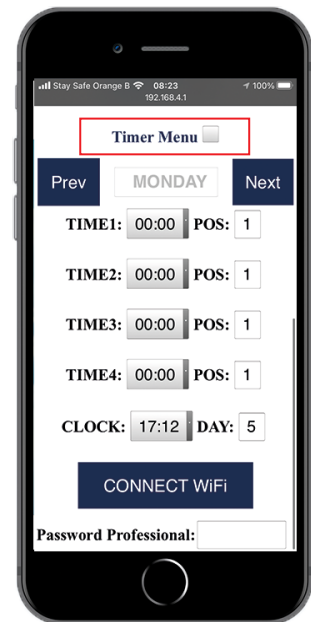 Stay Safe Orange B 08:23 100%
192.168.4.1
Timer Menu
Prev MONDAY Next
TIME1: 00:00 POS: 1
TIME2: 00:00 POS: 1
TIME3: 00:00 POS: 1
TIME4: 00:00 POS: 1
CLOCK: 17:12 DAY: 5
CONNECT WiFi
Password Professional: